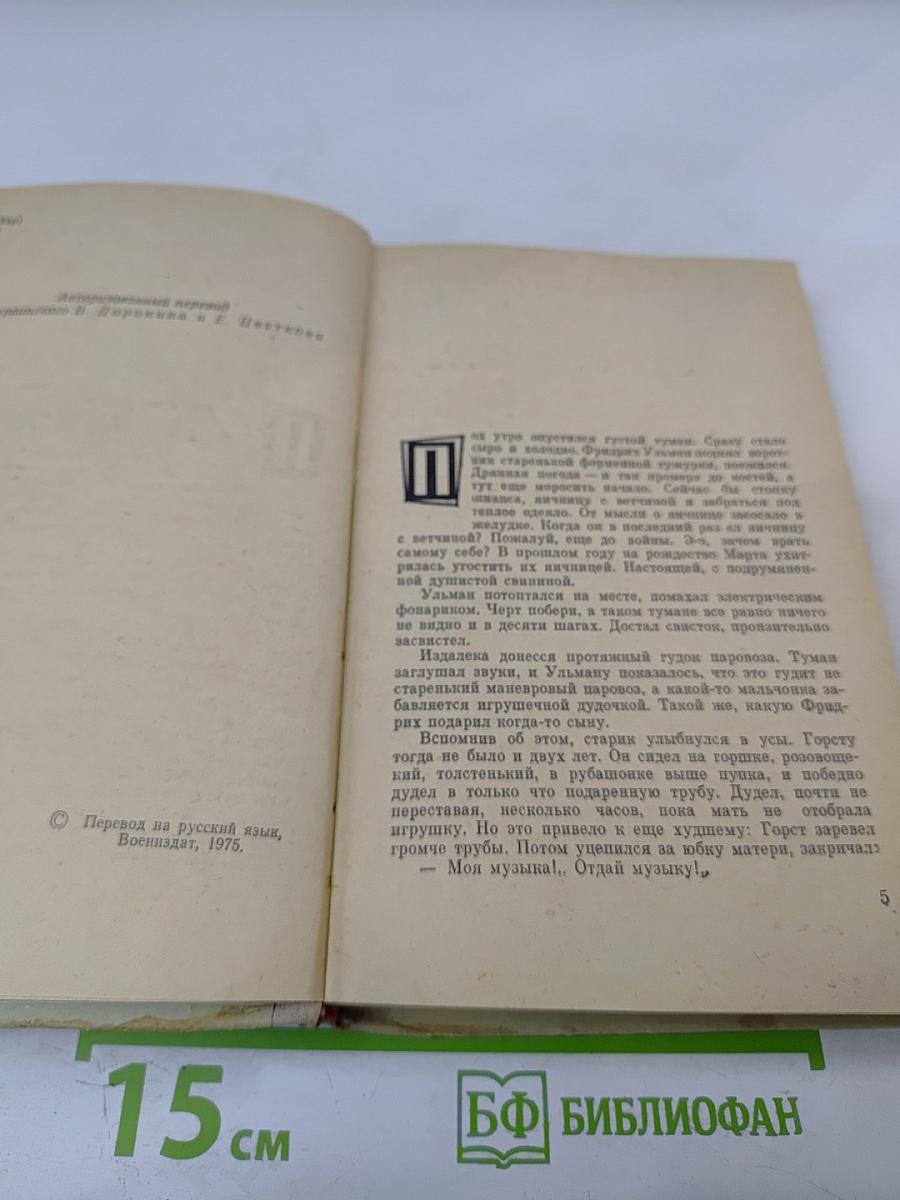 Авторизованный перевод
украинского В. Доронина и Е. Цветкова
© Перевод на русский язык,
Воениздат, 1975.
Под утро опустился густой туман. Сразу стало
сыро и холодно. Фридрих Ульман поднял ворот-
ник старенькой форменной тужурки, поежился.
Дрянная погода — и так промерз до костей, а
тут еще моросить начало. Сейчас бы стопку
шнапса, яичницу с ветчиной и забраться под
теплое одеяло. От мысли о яичнице засосало в
желудке. Когда он в последний раз ел яичницу
с ветчиной? Пожалуй, еще до войны. Э-э, зачем врать
самому себе? В прошлом году на рождество Марта ухит-
рилась угостить их яичницей. Настоящей, с подрумянен-
ной душистой свининой.
Ульман потоптался на месте, помахал электрическим
фонариком. Черт побери, в таком тумане все равно ничего
не видно и в десяти шагах. Достал свисток, пронзительно
засвистел.
Издалека донесся протяжный гудок паровоза. Туман
заглушал звуки, и Ульману показалось, что это гудит не
старенький маневровый паровоз, а какой-то мальчонка за-
бавляется игрушечной дудочкой. Такой же, какую Фрид-
рих подарил когда-то сыну.
Вспомнив об этом, старик улыбнулся в усы. Горсту
тогда не было и двух лет. Он сидел на горшке, розовоще-
кий, толстенький, в рубашонке выше пупка, и победно
дудел в только что подаренную трубу. Дудел, почти не
переставая, несколько часов, пока мать не отобрала
игрушку. Но это привело к еще худшему: Горст заревел
громче трубы. Потом уцепился за юбку матери, закричал:
— Моя музыка!.. Отдай музыку!..
5
15 см
БФ БИБЛИОФАН